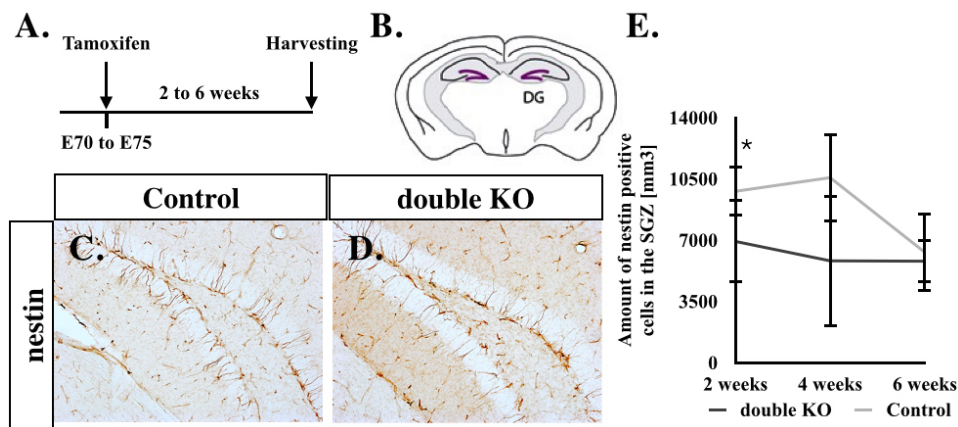 A.
Tamoxifen
Harvesting
2 to 6 weeks
E70 to E75
B.
DG
Control
double KO
nestin
C.
D.
E.
Amount of nestin positive
cells in the SGZ [mm3]
14000
10500
7000
3500
0
*
2 weeks
4 weeks
6 weeks
double KO
Control